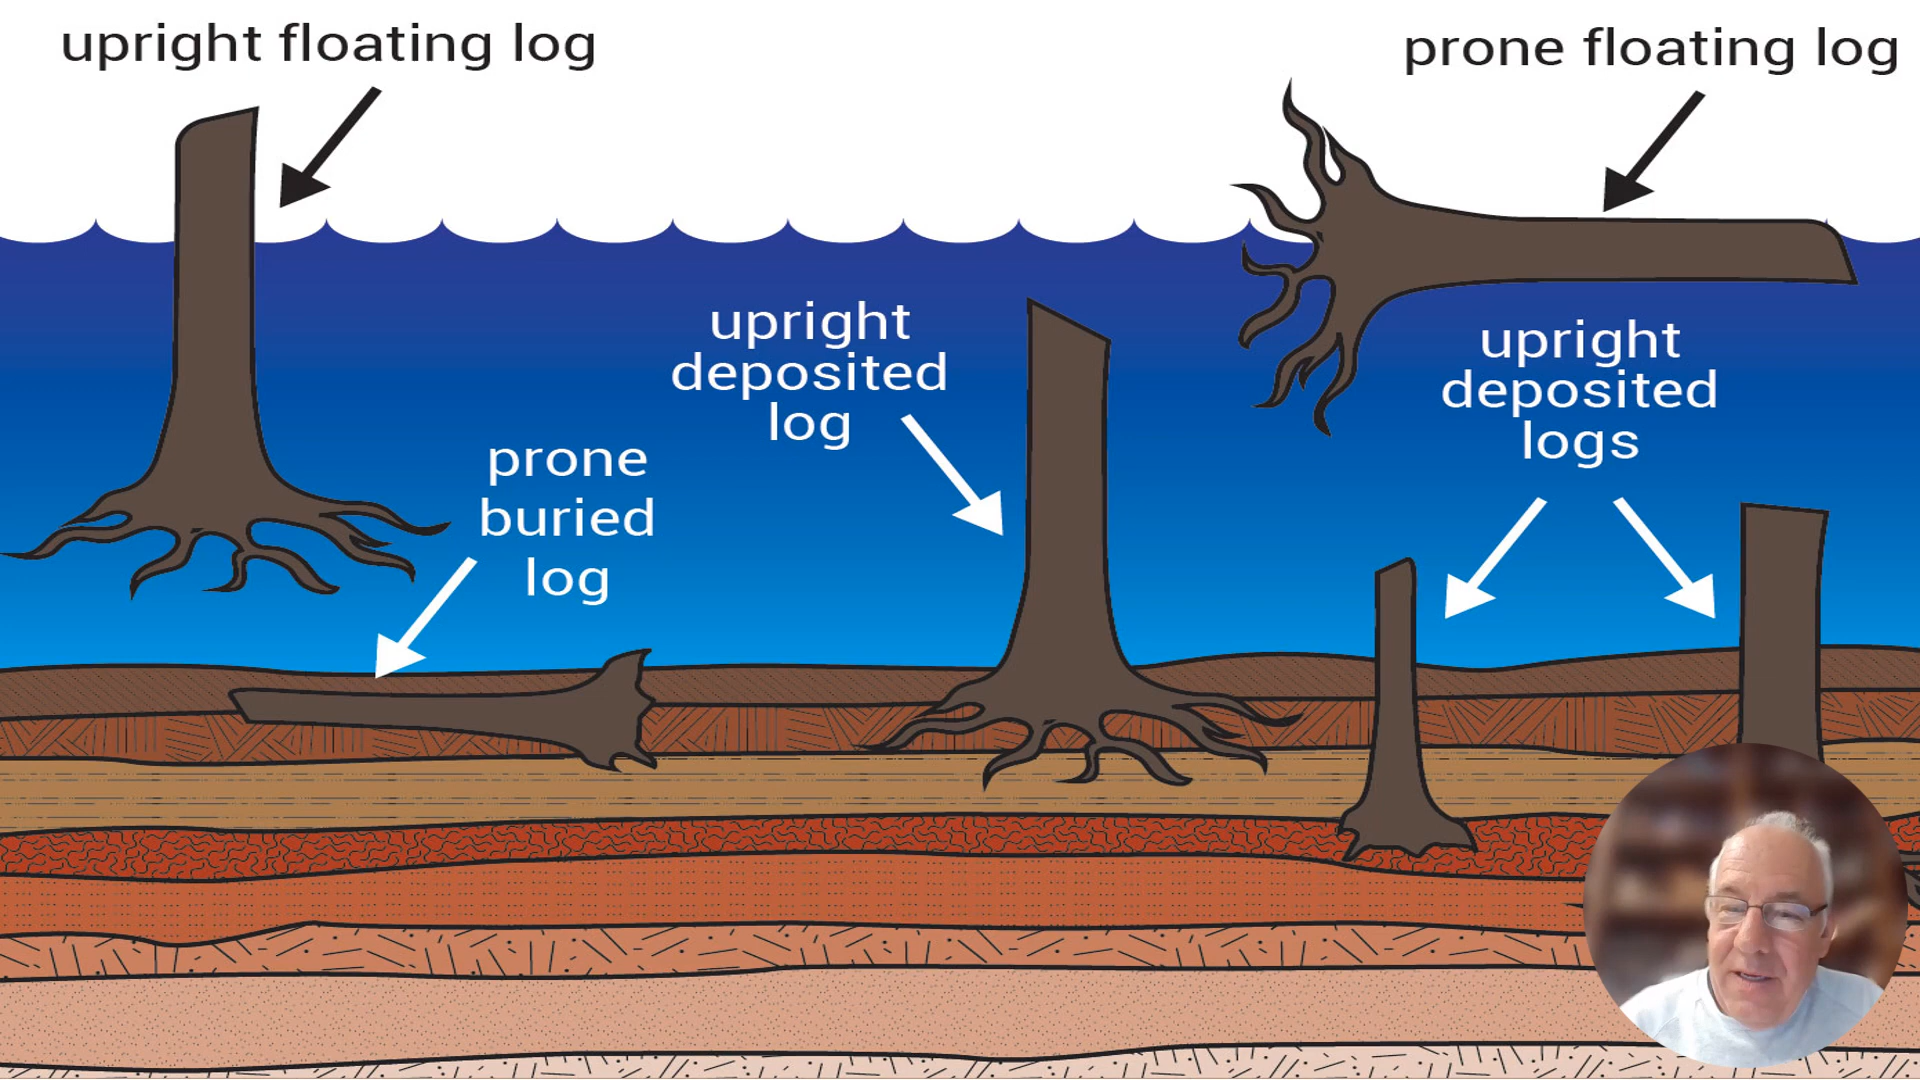 upright floating log
prone floating log
upright
deposited
log
upright
deposited
logs
prone
buried
log